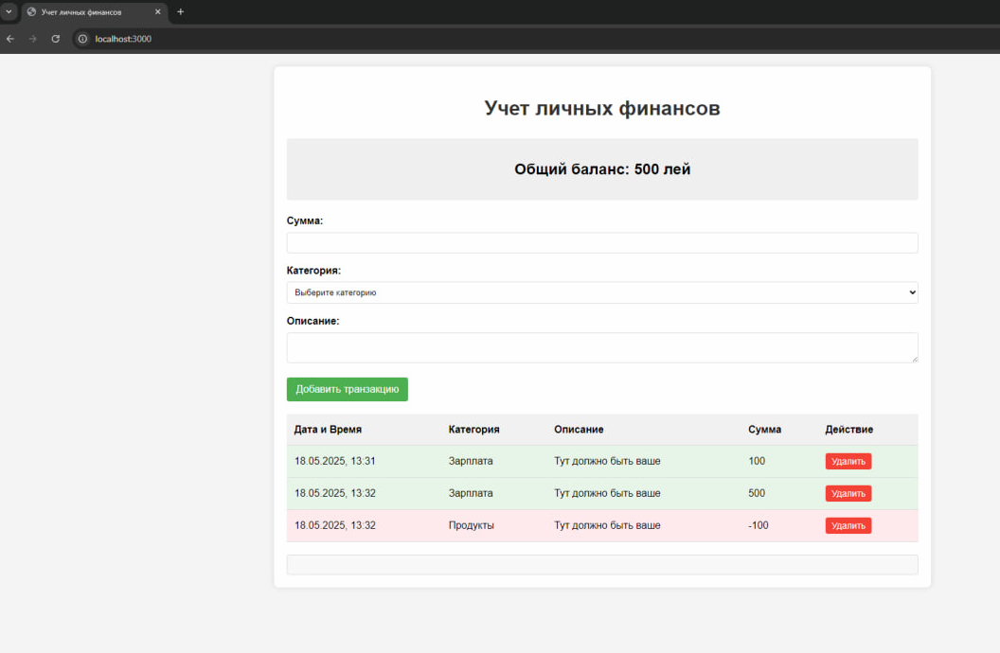 Учет личных финансов
localhost:3000
Учет личных финансов
Общий баланс: 500 лей
Сумма:
Категория:
Выберите категорию
Описание:
Добавить транзакцию
Дата и Время Категория Описание Сумма Действие
18.05.2025, 13:31 Зарплата Тут должно быть ваше 100 Удалить
18.05.2025, 13:32 Зарплата Тут должно быть ваше 500 Удалить
18.05.2025, 13:32 Продукты Тут должно быть ваше -100 Удалить